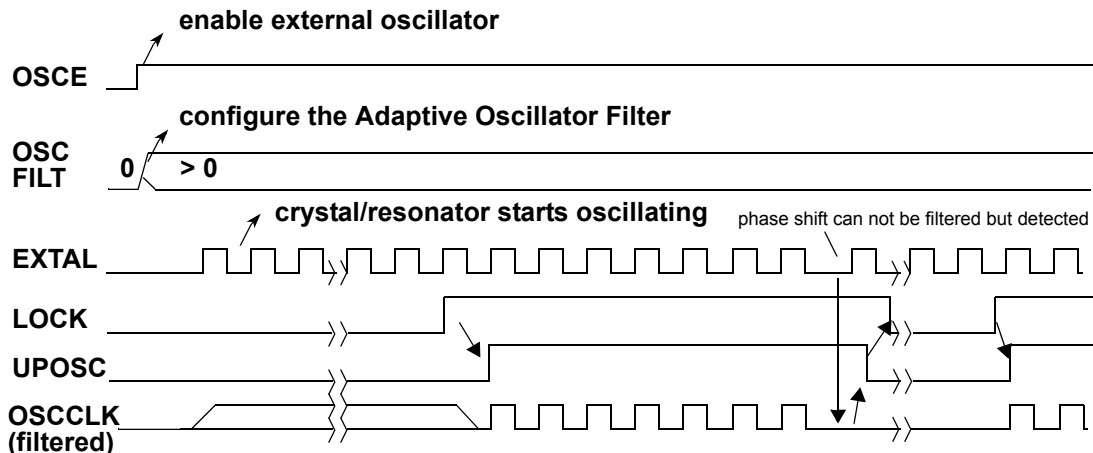 enable external oscillator
OSCE
configure the Adaptive Oscillator Filter
OSC
FILT
0 > 0
crystal/resonator starts oscillating
phase shift can not be filtered but detected
EXTAL
LOCK
UPOSC
OSCCLK
(filtered)